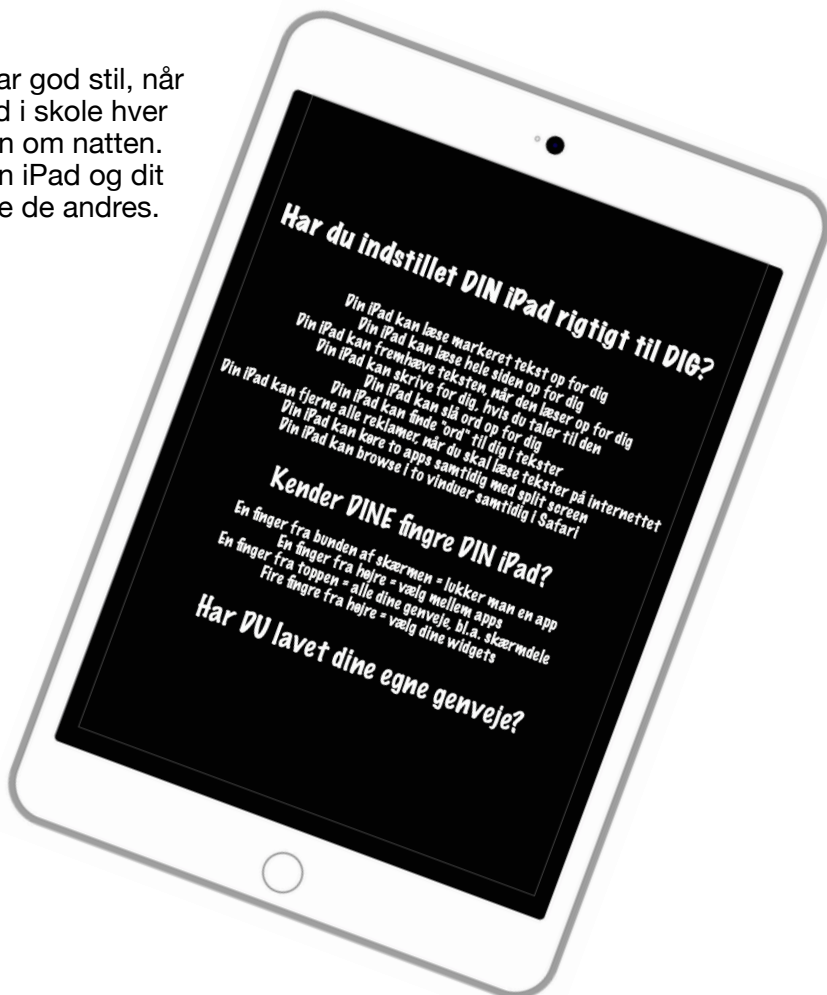 ar god stil, når
d i skole hver
n om natten.
n iPad og dit
e de andres.
Har du indstillet DIN iPad rigtigt til DIG?
Din iPad kan læse markeret tekst op for dig
Din iPad kan læse hele siden op for dig
Din iPad kan fremhæve teksten, når den læser op for dig
Din iPad kan skrive for dig, hvis du taler til den
Din iPad kan slå ord op for dig
Din iPad kan finde "ord" til dig i tekster
Din iPad kan fjerne alle reklamer, når du skal læse tekster på internettet
Din iPad kan køre to apps samtidig med split screen
Din iPad kan browse i to vinduer samtidig i Safari
Kender DINE fingre DIN iPad?
En finger fra bunden af skærmen = lukker man en app
En finger fra højre = vælg mellem apps
En finger fra toppen = alle dine genveje, bl.a. skærmdele
Fire fingre fra højre = vælg dine widgets
Har DU lavet dine egne genveje?